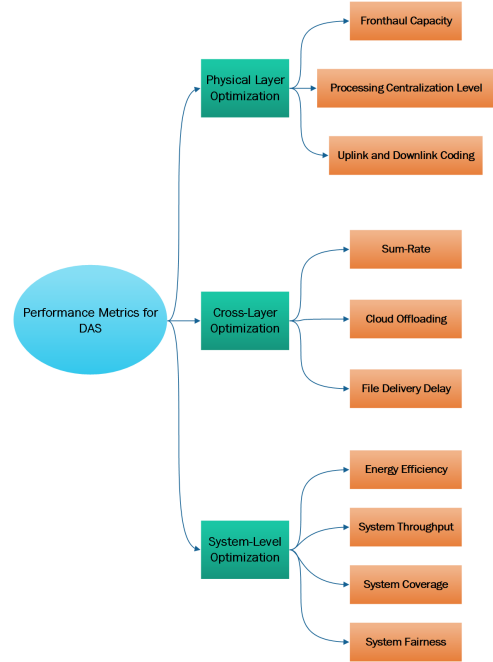 Performance Metrics for
DAS
Physical Layer
Optimization
Fronthaul Capacity
Processing Centralization Level
Uplink and Downlink Coding
Cross-Layer
Optimization
Sum-Rate
Cloud Offloading
File Delivery Delay
System-Level
Optimization
Energy Efficiency
System Throughput
System Coverage
System Fairness